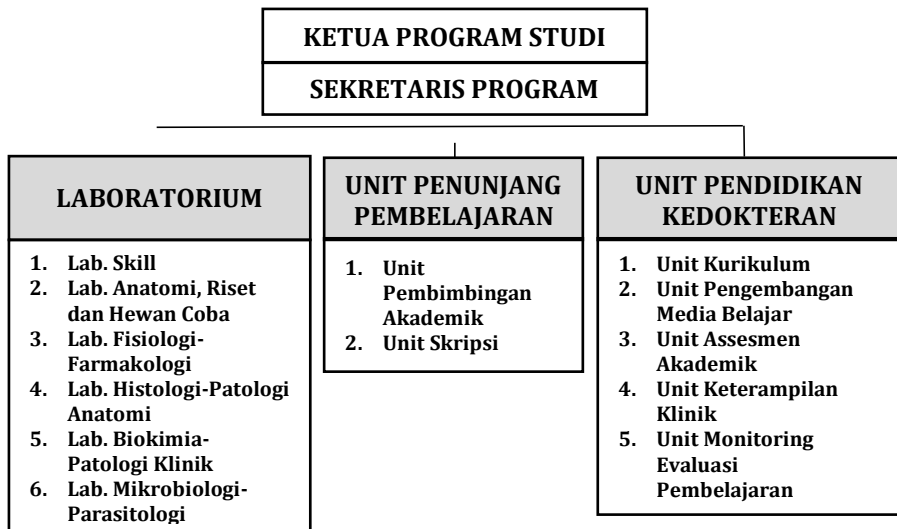 KETUA PROGRAM STUDI
SEKRETARIS PROGRAM
LABORATORIUM
1. Lab. Skill
2. Lab. Anatomi, Riset
dan Hewan Coba
3. Lab. Fisiologi-
Farmakologi
4. Lab. Histologi-Patologi
Anatomi
5. Lab. Biokimia-
Patologi Klinik
6. Lab. Mikrobiologi-
Parasitologi
UNIT PENUNJANG
PEMBELAJARAN
1. Unit
Pembimbingan
Akademik
2. Unit Skripsi
UNIT PENDIDIKAN
KEDOKTERAN
1. Unit Kurikulum
2. Unit Pengembangan
Media Belajar
3. Unit Assesmen
Akademik
4. Unit Keterampilan
Klinik
5. Unit Monitoring
Evaluasi
Pembelajaran